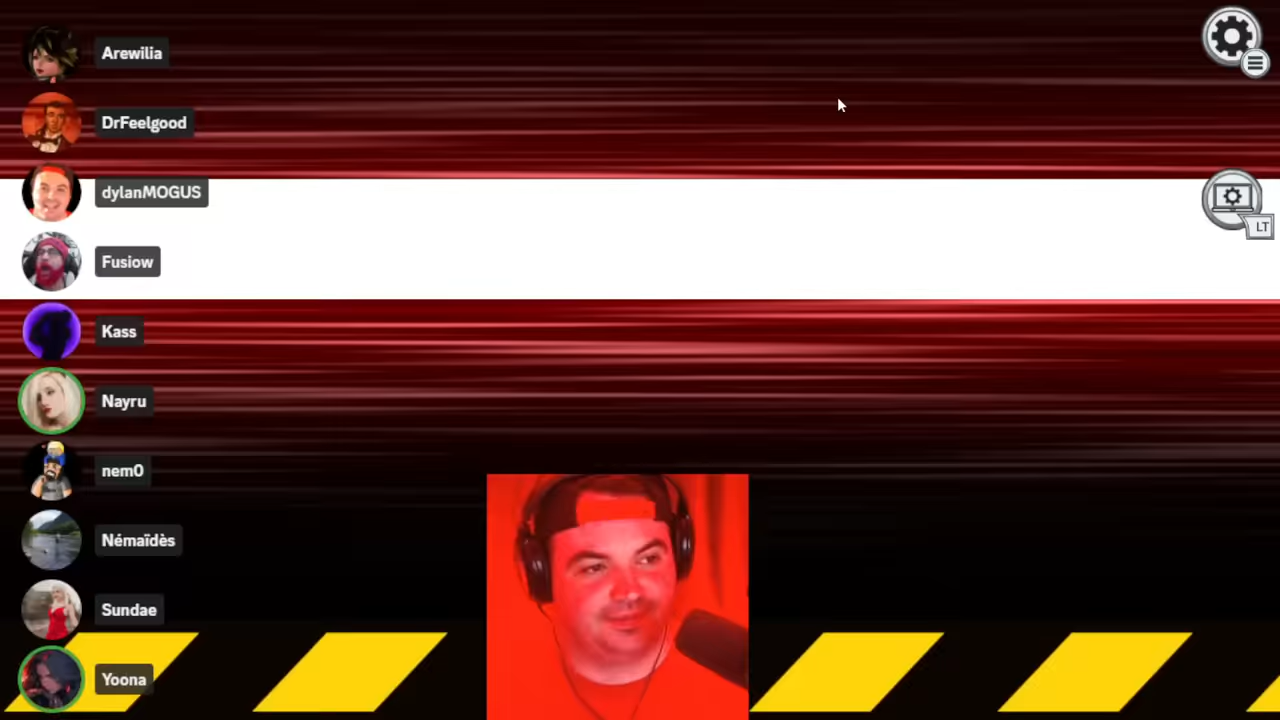 Arewilia
DrFeelgood
dylanMOGUS
LT
Fusiow
Kass
Nayru
nem0
Némaïdès
Sundae
Yoona